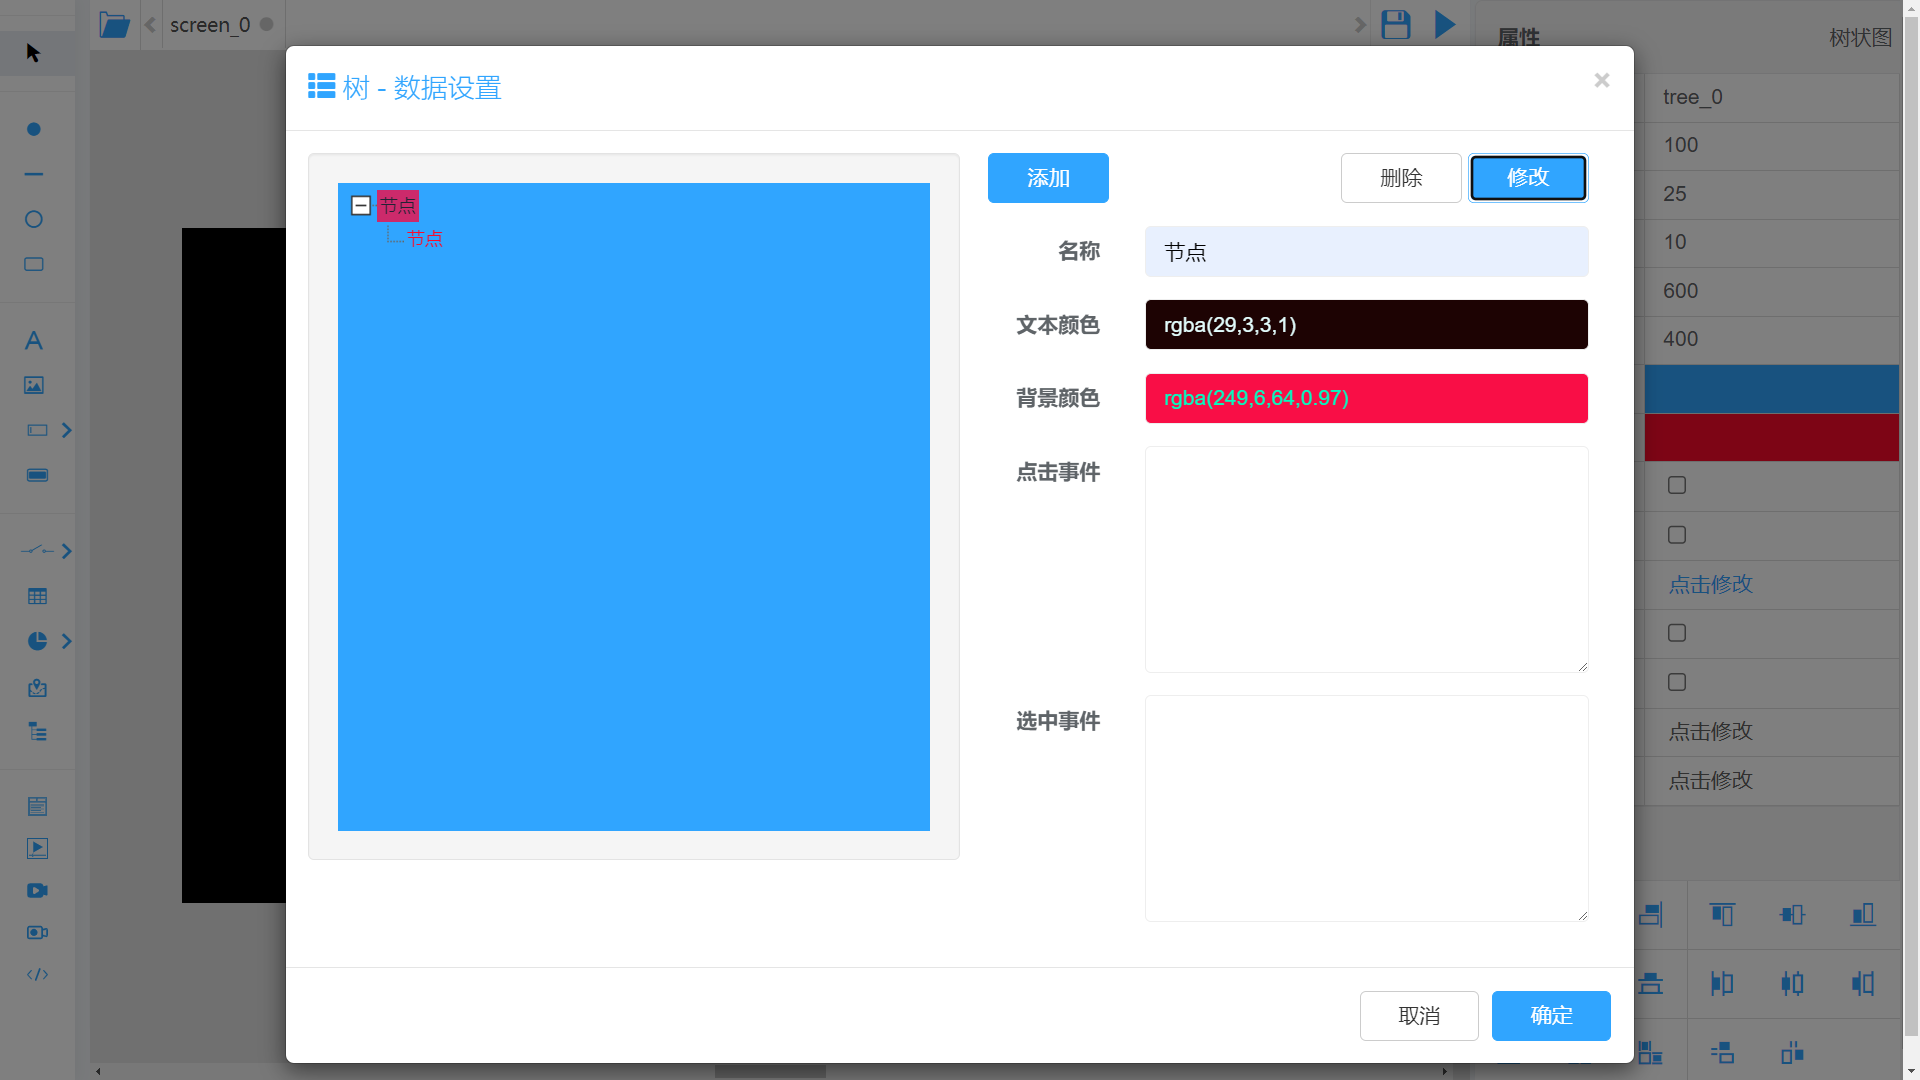 screen_0
属性
树状图
树 - 数据设置
×
tree_0
100
25
10
600
400
点击修改
点击修改
点击修改
节点
节点
添加
删除
修改
名称
节点
文本颜色
rgba(29,3,3,1)
背景颜色
rgba(249,6,64,0.97)
点击事件
选中事件
取消
确定